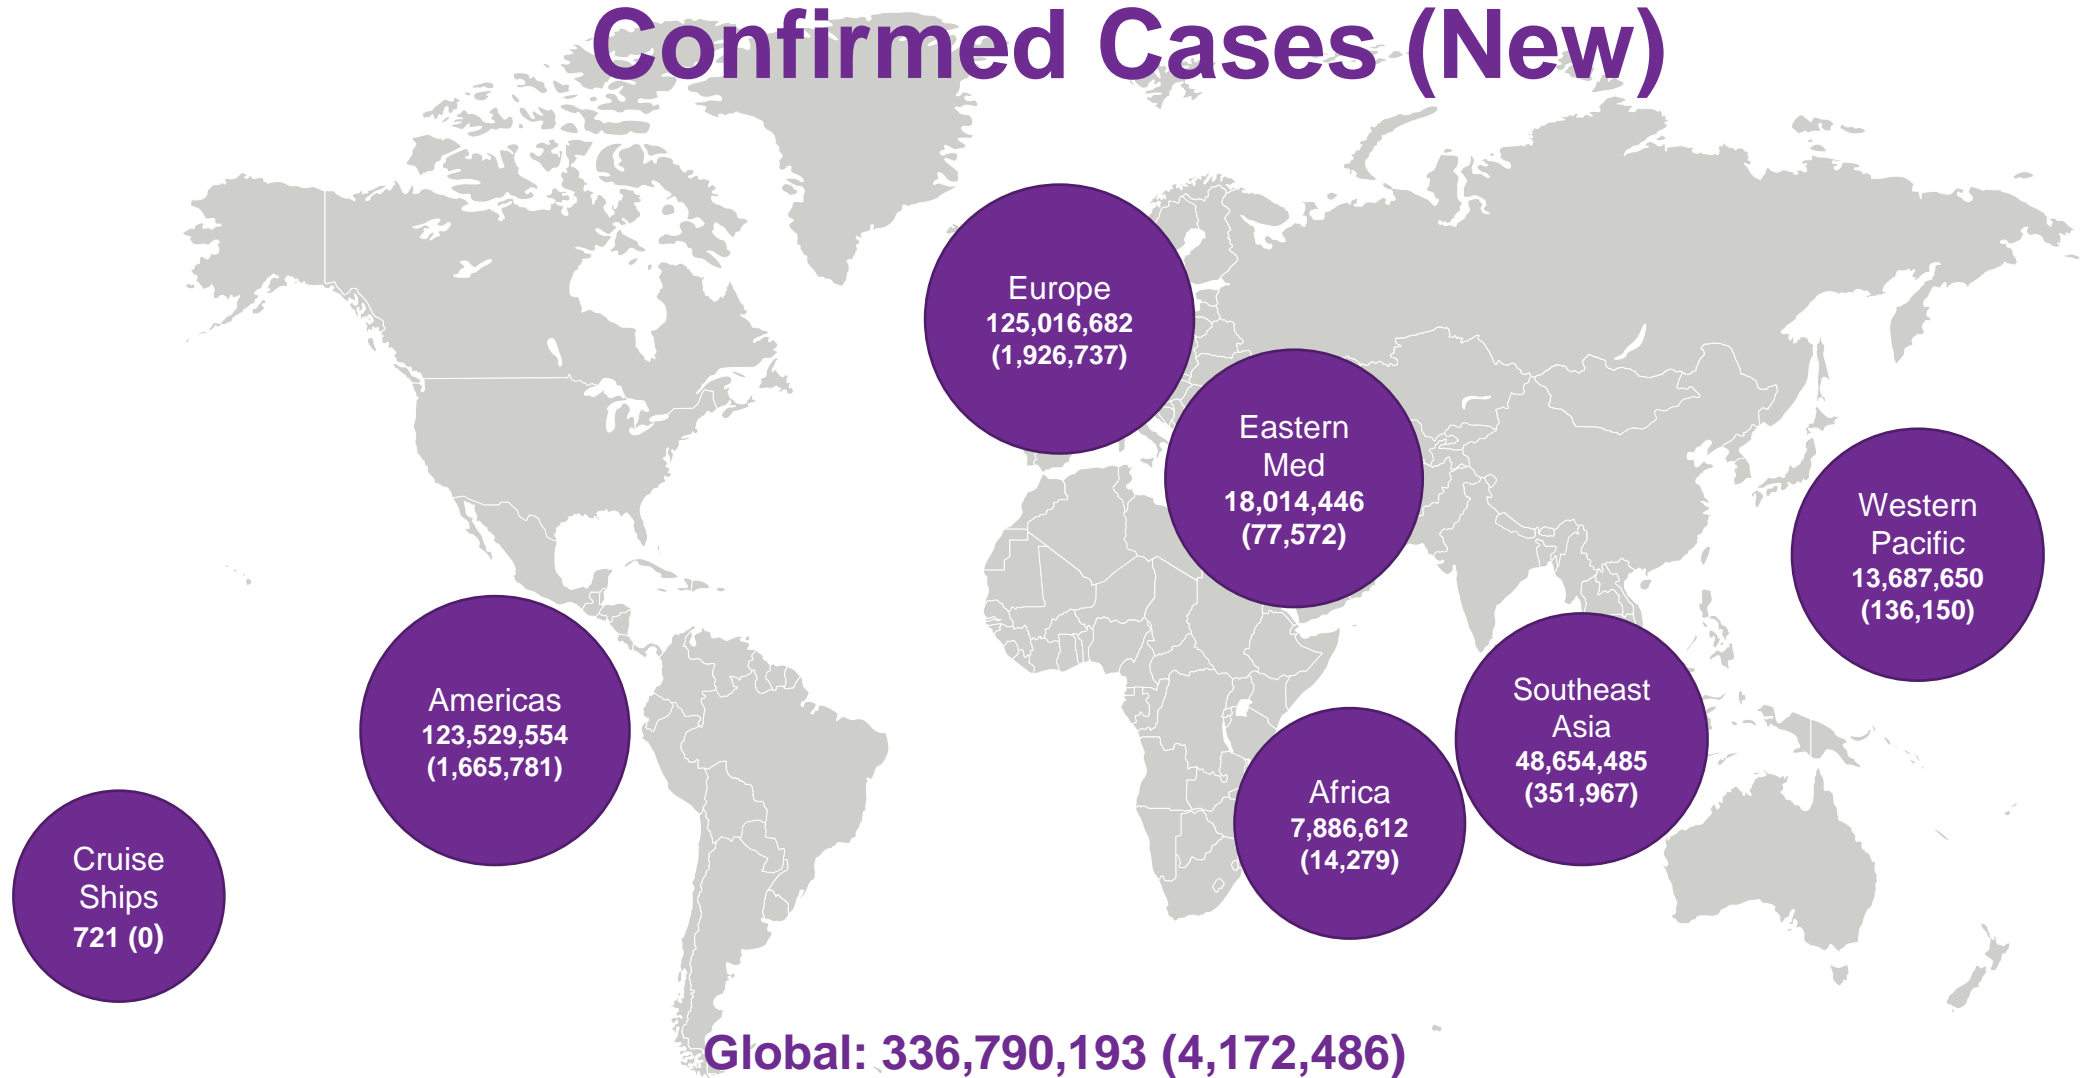 Confirmed Cases (New)
Europe
125,016,682
(1,926,737)
Eastern
Med
18,014,446
(77,572)
Western
Pacific
13,687,650
(136,150)
Americas
123,529,554
(1,665,781)
Southeast
Asia
48,654,485
(351,967)
Africa
7,886,612
(14,279)
Cruise
Ships
721 (0)
Global: 336,790,193 (4,172,486)